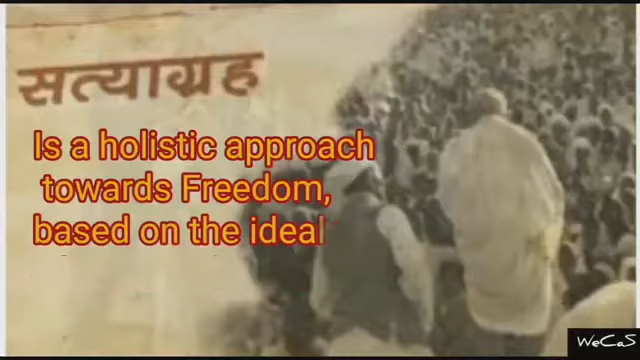 सत्याग्रह
Is a holistic approach
towards Freedom,
based on the ideal
WeCaS